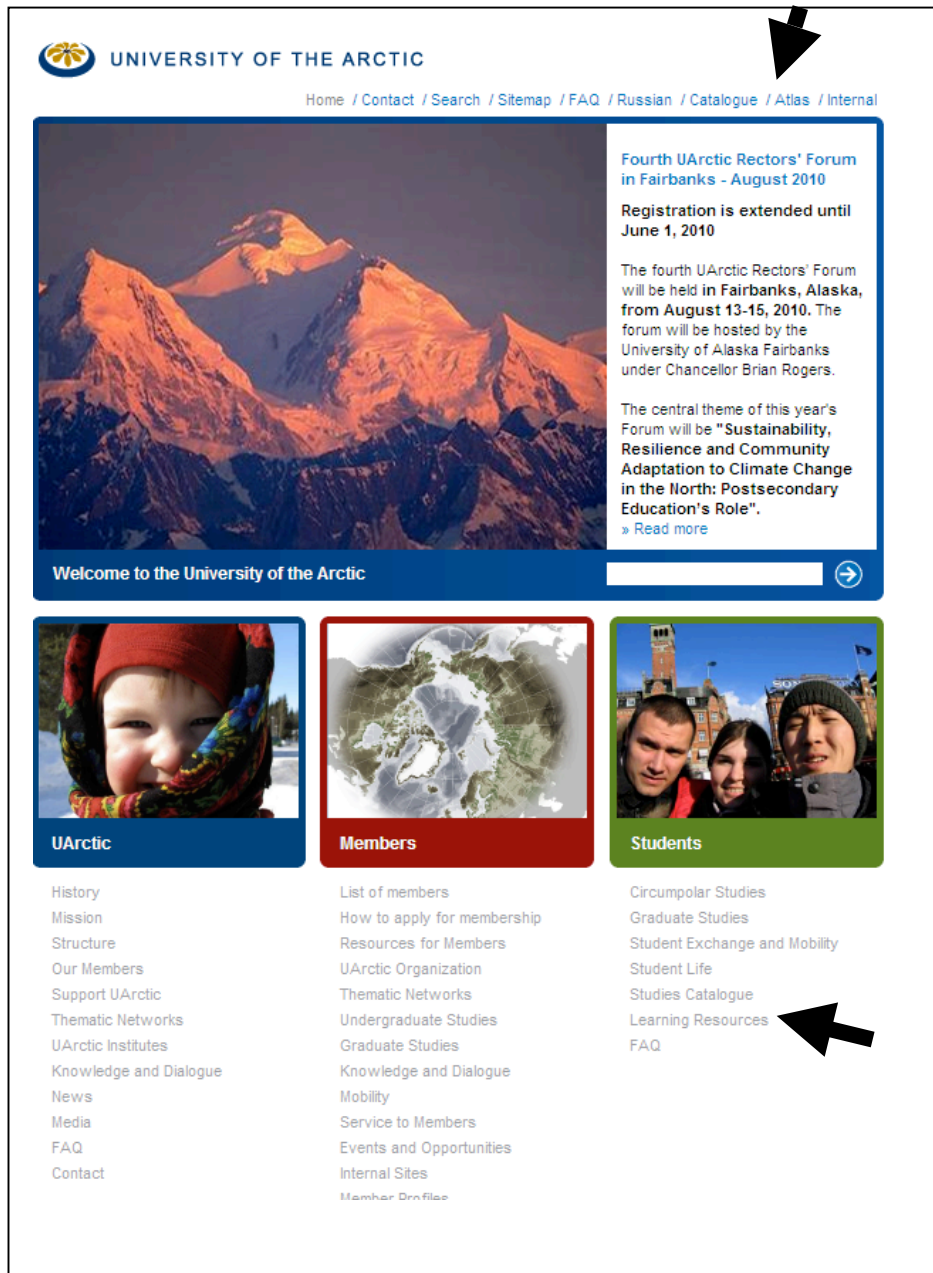 UNIVERSITY OF THE ARCTIC
Home / Contact / Search / Sitemap / FAQ / Russian / Catalogue / Atlas / Internal
Fourth UArctic Rectors' Forum
in Fairbanks - August 2010
Registration is extended until
June 1, 2010
The fourth UArctic Rectors' Forum
will be held in Fairbanks, Alaska,
from August 13-15, 2010. The
forum will be hosted by the
University of Alaska Fairbanks
under Chancellor Brian Rogers.
The central theme of this year's
Forum will be "Sustainability,
Resilience and Community
Adaptation to Climate Change
in the North: Postsecondary
Education's Role".
» Read more
Welcome to the University of the Arctic
UArctic
History
Mission
Structure
Our Members
Support UArctic
Thematic Networks
UArctic Institutes
Knowledge and Dialogue
News
Media
FAQ
Contact
Members
List of members
How to apply for membership
Resources for Members
UArctic Organization
Thematic Networks
Undergraduate Studies
Graduate Studies
Knowledge and Dialogue
Mobility
Service to Members
Events and Opportunities
Internal Sites
Member Profiles
Students
Circumpolar Studies
Graduate Studies
Student Exchange and Mobility
Student Life
Studies Catalogue
Learning Resources
FAQ